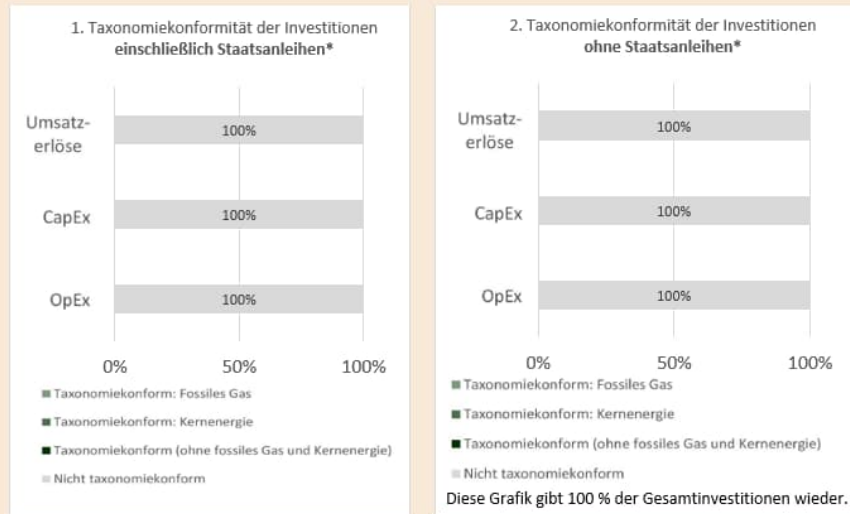 1. Taxonomiekonformität der Investitionen
einschließlich Staatsanleihen*
Umsatz-
erlöse
100%
CapEx
100%
OpEx
100%
0%
50%
100%
Taxonomiekonform: Fossiles Gas
Taxonomiekonform: Kernenergie
Taxonomiekonform (ohne fossiles Gas und Kernenergie)
Nicht taxonomiekonform
2. Taxonomiekonformität der Investitionen
ohne Staatsanleihen*
Umsatz-
erlöse
100%
CapEx
100%
OpEx
100%
0%
50%
100%
Taxonomiekonform: Fossiles Gas
Taxonomiekonform: Kernenergie
Taxonomiekonform (ohne fossiles Gas und Kernenergie)
Nicht taxonomiekonform
Diese Grafik gibt 100 % der Gesamtinvestitionen wieder.